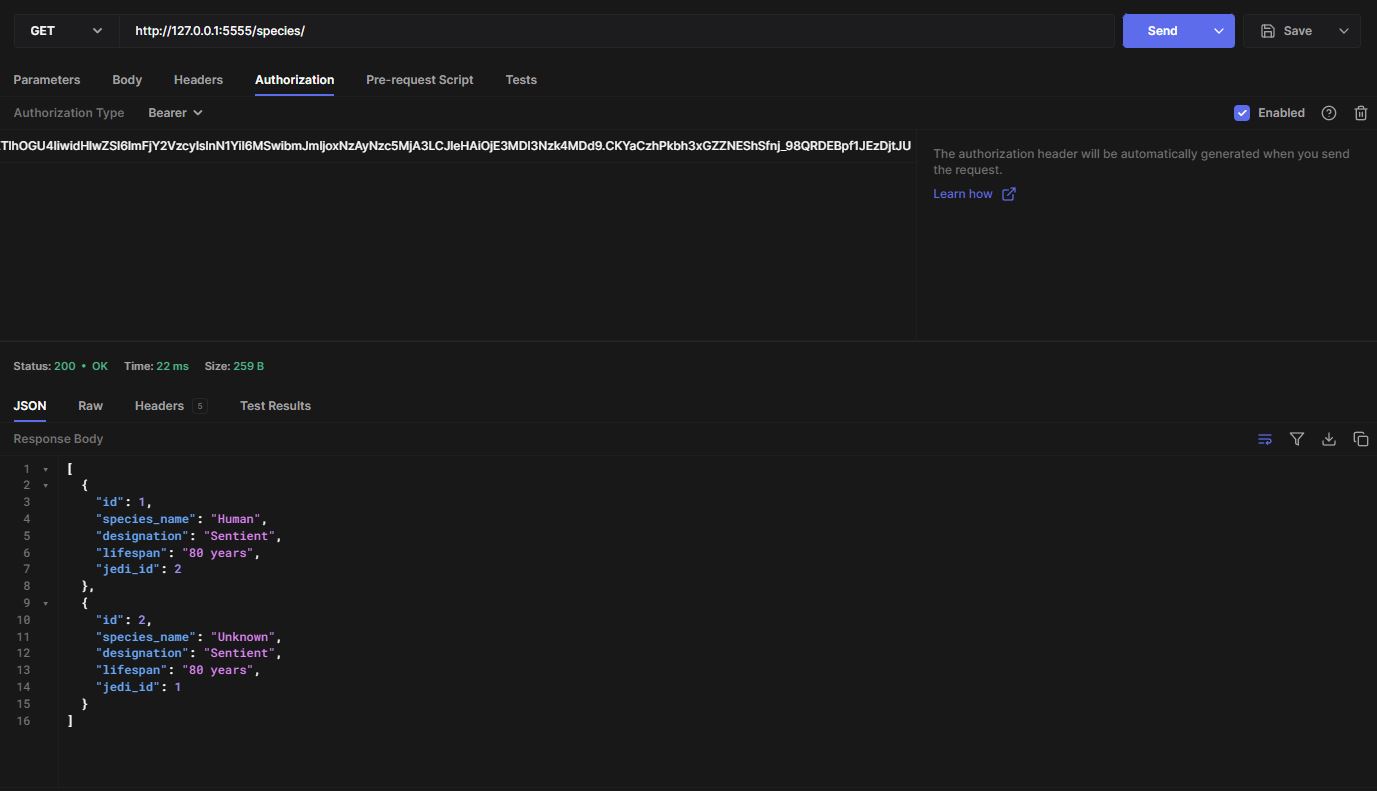 GET http://127.0.0.1:5555/species/ Send Save
Parameters Body Headers Authorization Pre-request Script Tests
Authorization Type Bearer Enabled
The authorization header will be automatically generated when you send
the request.
Learn how
Status: 200 • OK Time: 22 ms Size: 259 B
JSON Raw Headers 5 Test Results
Response Body
1 [
2 {
3 "id": 1,
4 "species_name": "Human",
5 "designation": "Sentient",
6 "lifespan": "80 years",
7 "jedi_id": 2
8 },
9 {
10 "id": 2,
11 "species_name": "Unknown",
12 "designation": "Sentient",
13 "lifespan": "80 years",
14 "jedi_id": 1
15 }
16 ]